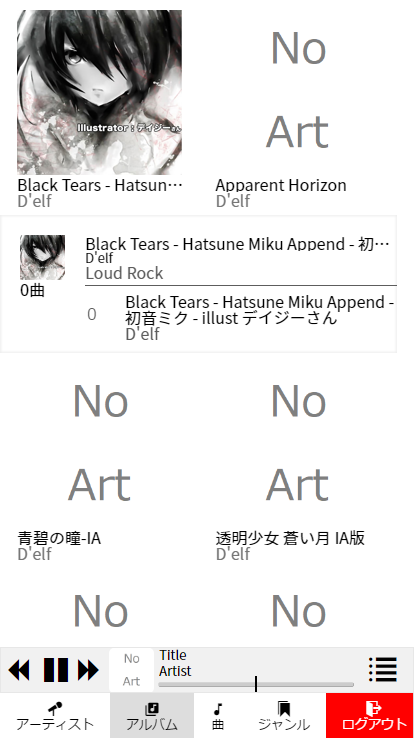 No
Art
Illustrator : デイジーさん
Black Tears - Hatsun…
D'elf
Apparent Horizon
D'elf
Black Tears - Hatsune Miku Append - 初…
D'elf
Loud Rock
0曲
0
Black Tears - Hatsune Miku Append -
初音ミク - illust デイジーさん
D'elf
No
Art
No
Art
青碧の瞳-IA
D'elf
透明少女 蒼い月 IA版
D'elf
No
No
No
Art
Title
Artist
アーティスト
アルバム
曲
ジャンル
ログアウト